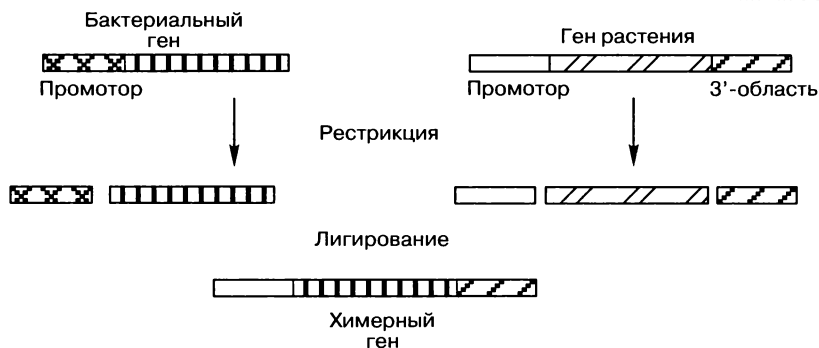 Бактериальный
ген
Ген растения
Промотор
Промотор
3'-область
Рестрикция
Лигирование
Химерный
ген